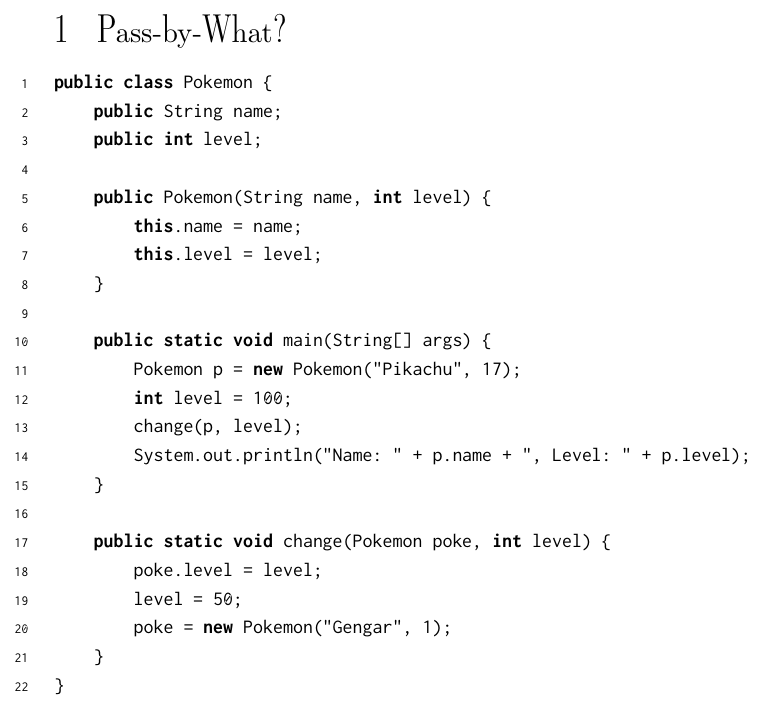 1 Pass-by-What?
1 public class Pokemon {
2     public String name;
3     public int level;
4
5     public Pokemon(String name, int level) {
6         this.name = name;
7         this.level = level;
8     }
9
10     public static void main(String[] args) {
11         Pokemon p = new Pokemon("Pikachu", 17);
12         int level = 100;
13         change(p, level);
14         System.out.println("Name: " + p.name + ", Level: " + p.level);
15     }
16
17     public static void change(Pokemon poke, int level) {
18         poke.level = level;
19         level = 50;
20         poke = new Pokemon("Gengar", 1);
21     }
22 }